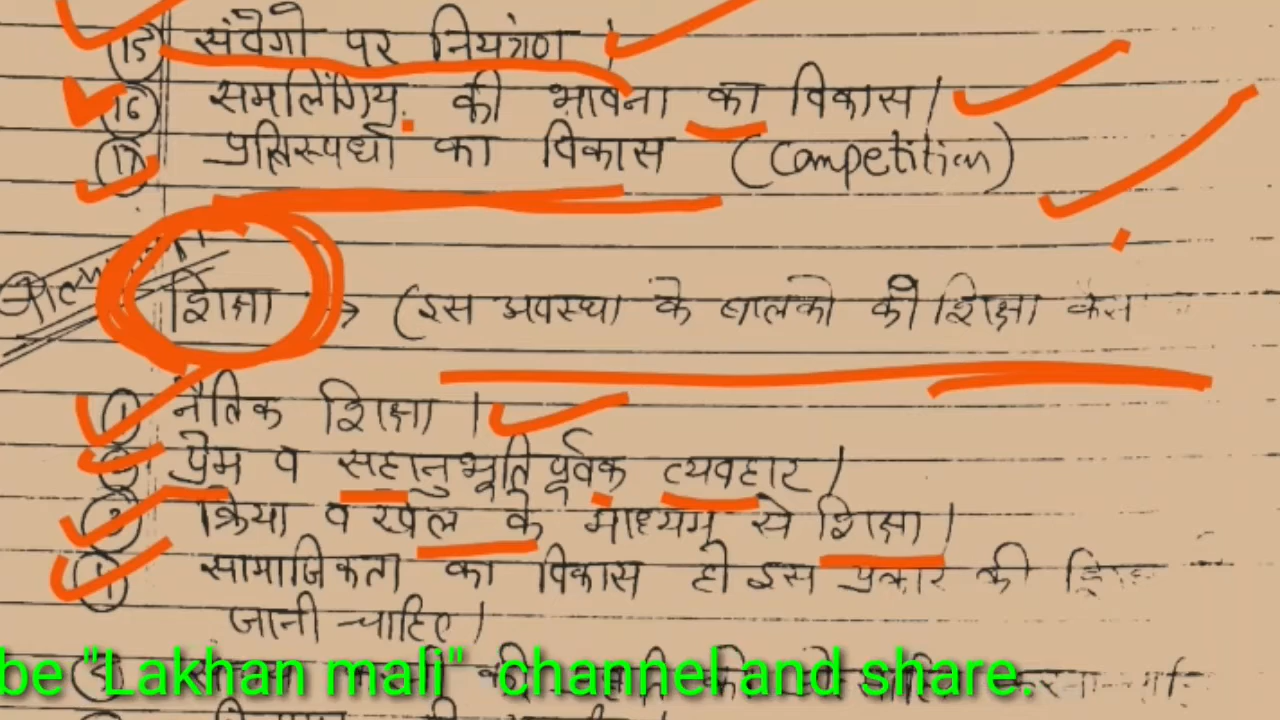 (15) संवेगो पर नियंत्रण |
(16) समलिंगिय की भावना का विकास |
(17) प्रतिस्पर्धा का विकास (Competition)
शिक्षा → (इस अवस्था के बालको की शिक्षा
(1) नैतिक शिक्षा |
(2) प्रेम व सहानुभूति पूर्वक व्यवहार |
(3) क्रिया व खेल के माध्यम से शिक्षा |
(4) सामाजिकता का विकास हो इस प्रकार की
जानी चाहिए |
be "Lakhan mali" channel and share.